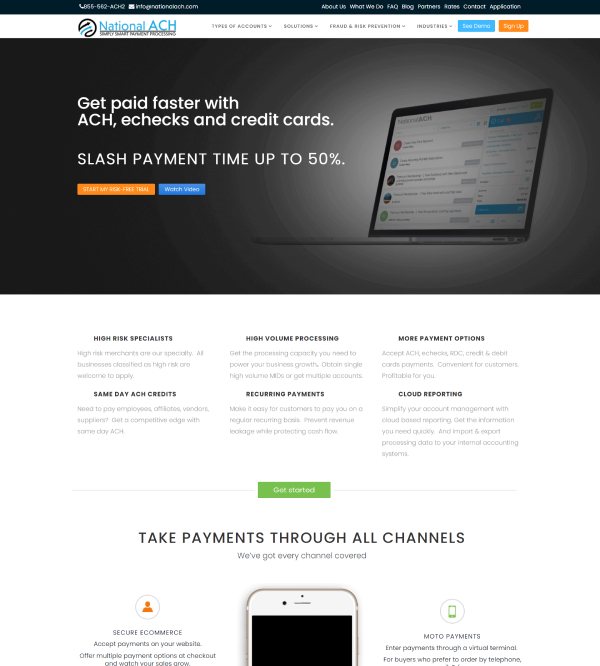 855-562-ACH2 info@nationalach.com
About Us What We Do FAQ Blog Partners Rates Contact Application
National ACH
SIMPLY SMART PAYMENT PROCESSING
TYPES OF ACCOUNTS SOLUTIONS FRAUD & RISK PREVENTION INDUSTRIES See Demo Sign Up
Get paid faster with
ACH, echecks and credit cards.
SLASH PAYMENT TIME UP TO 50%.
START MY RISK-FREE TRIAL Watch Video
HIGH RISK SPECIALISTS
High risk merchants are our specialty. All
businesses classified as high risk are
welcome to apply.
HIGH VOLUME PROCESSING
Get the processing capacity you need to
power your business growth. Obtain single
high volume MIDs or get multiple accounts.
MORE PAYMENT OPTIONS
Accept ACH, echecks, RDC, credit & debit
cards payments. Convenient for customers.
Profitable for you.
SAME DAY ACH CREDITS
Need to pay employees, affiliates, vendors,
suppliers? Get a competitive edge with
same day ACH.
RECURRING PAYMENTS
Make it easy for customers to pay you on a
regular recurring basis. Prevent revenue
leakage while protecting cash flow.
CLOUD REPORTING
Simplify your account management with
cloud based reporting. Get the information
you need quickly. And import & export
processing data to your internal accounting
systems.
Get started
TAKE PAYMENTS THROUGH ALL CHANNELS
We've got every channel covered
SECURE ECOMMERCE
Accept payments on your website.
Offer multiple payment options at checkout
and watch your sales grow.
MOTO PAYMENTS
Enter payments through a virtual terminal.
For buyers who prefer to order by telephone,